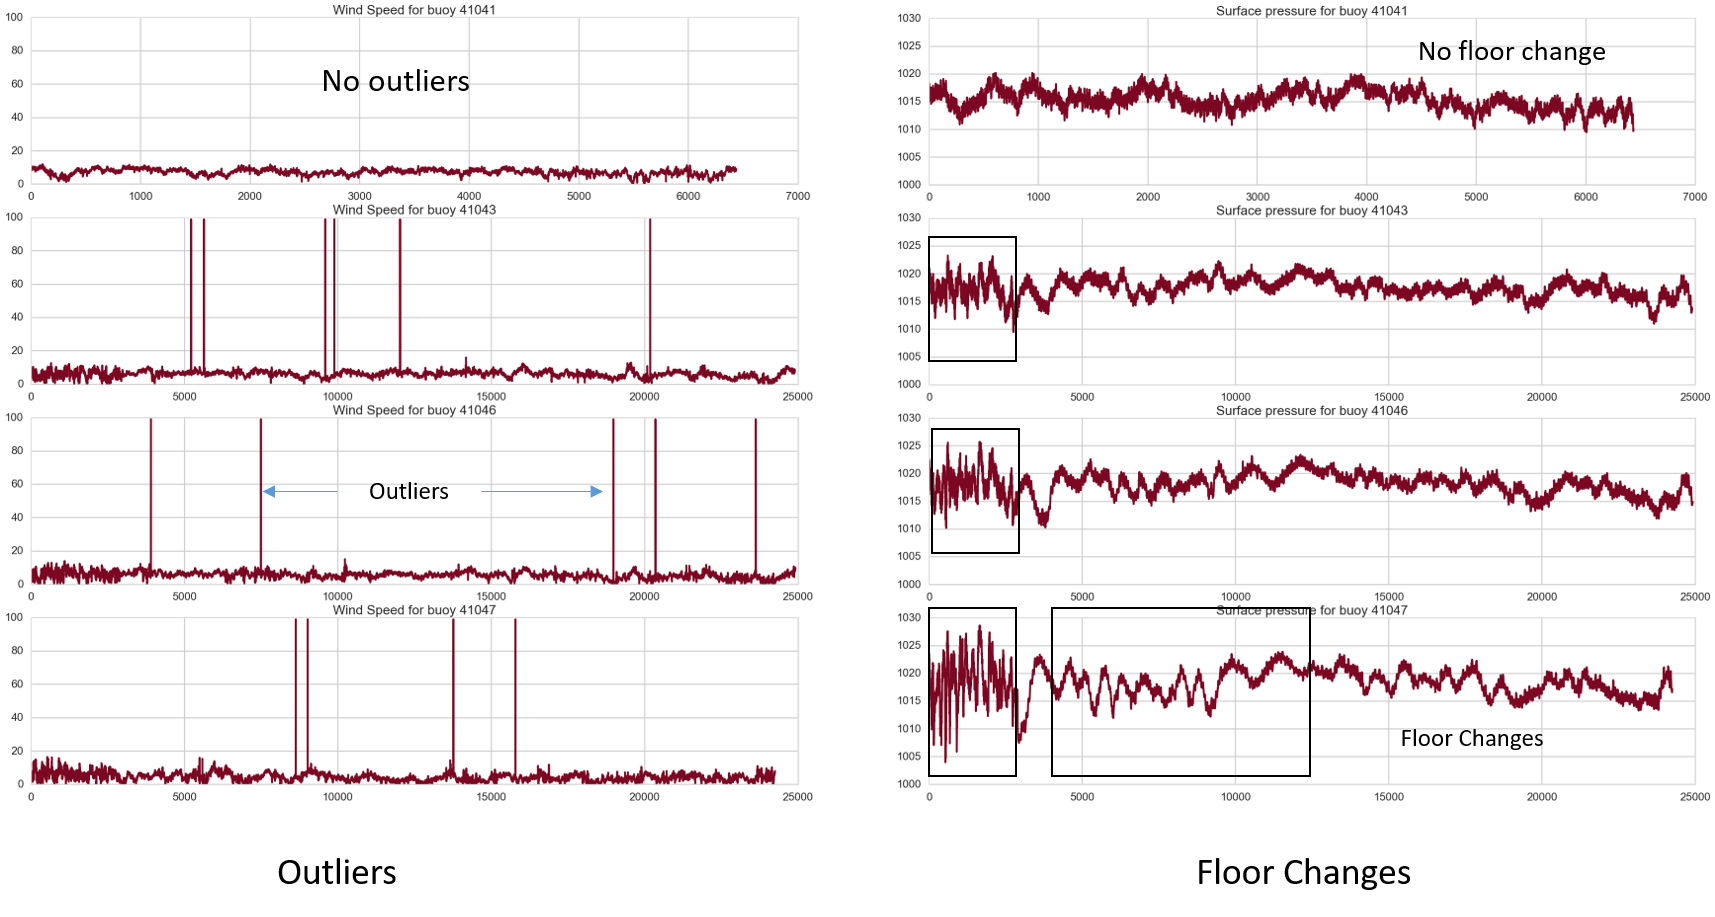 Wind Speed for buoy 41041
100
80
60
40
20
0
No outliers
0 1000 2000 3000 4000 5000 6000 7000
Wind Speed for buoy 41043
100
80
60
40
20
0
0 5000 10000 15000 20000 25000
Wind Speed for buoy 41046
100
80
60
40
20
0
Outliers
0 5000 10000 15000 20000 25000
Wind Speed for buoy 41047
100
80
60
40
20
0
0 5000 10000 15000 20000 25000
Outliers
Surface pressure for buoy 41041
1030
1025
1020
1015
1010
1005
1000
No floor change
0 1000 2000 3000 4000 5000 6000 7000
Surface pressure for buoy 41043
1030
1025
1020
1015
1010
1005
1000
0 5000 10000 15000 20000 25000
Surface pressure for buoy 41046
1030
1025
1020
1015
1010
1005
1000
0 5000 10000 15000 20000 25000
Surface pressure for buoy 41047
1030
1025
1020
1015
1010
1005
1000
Floor Changes
0 5000 10000 15000 20000 25000
Floor Changes